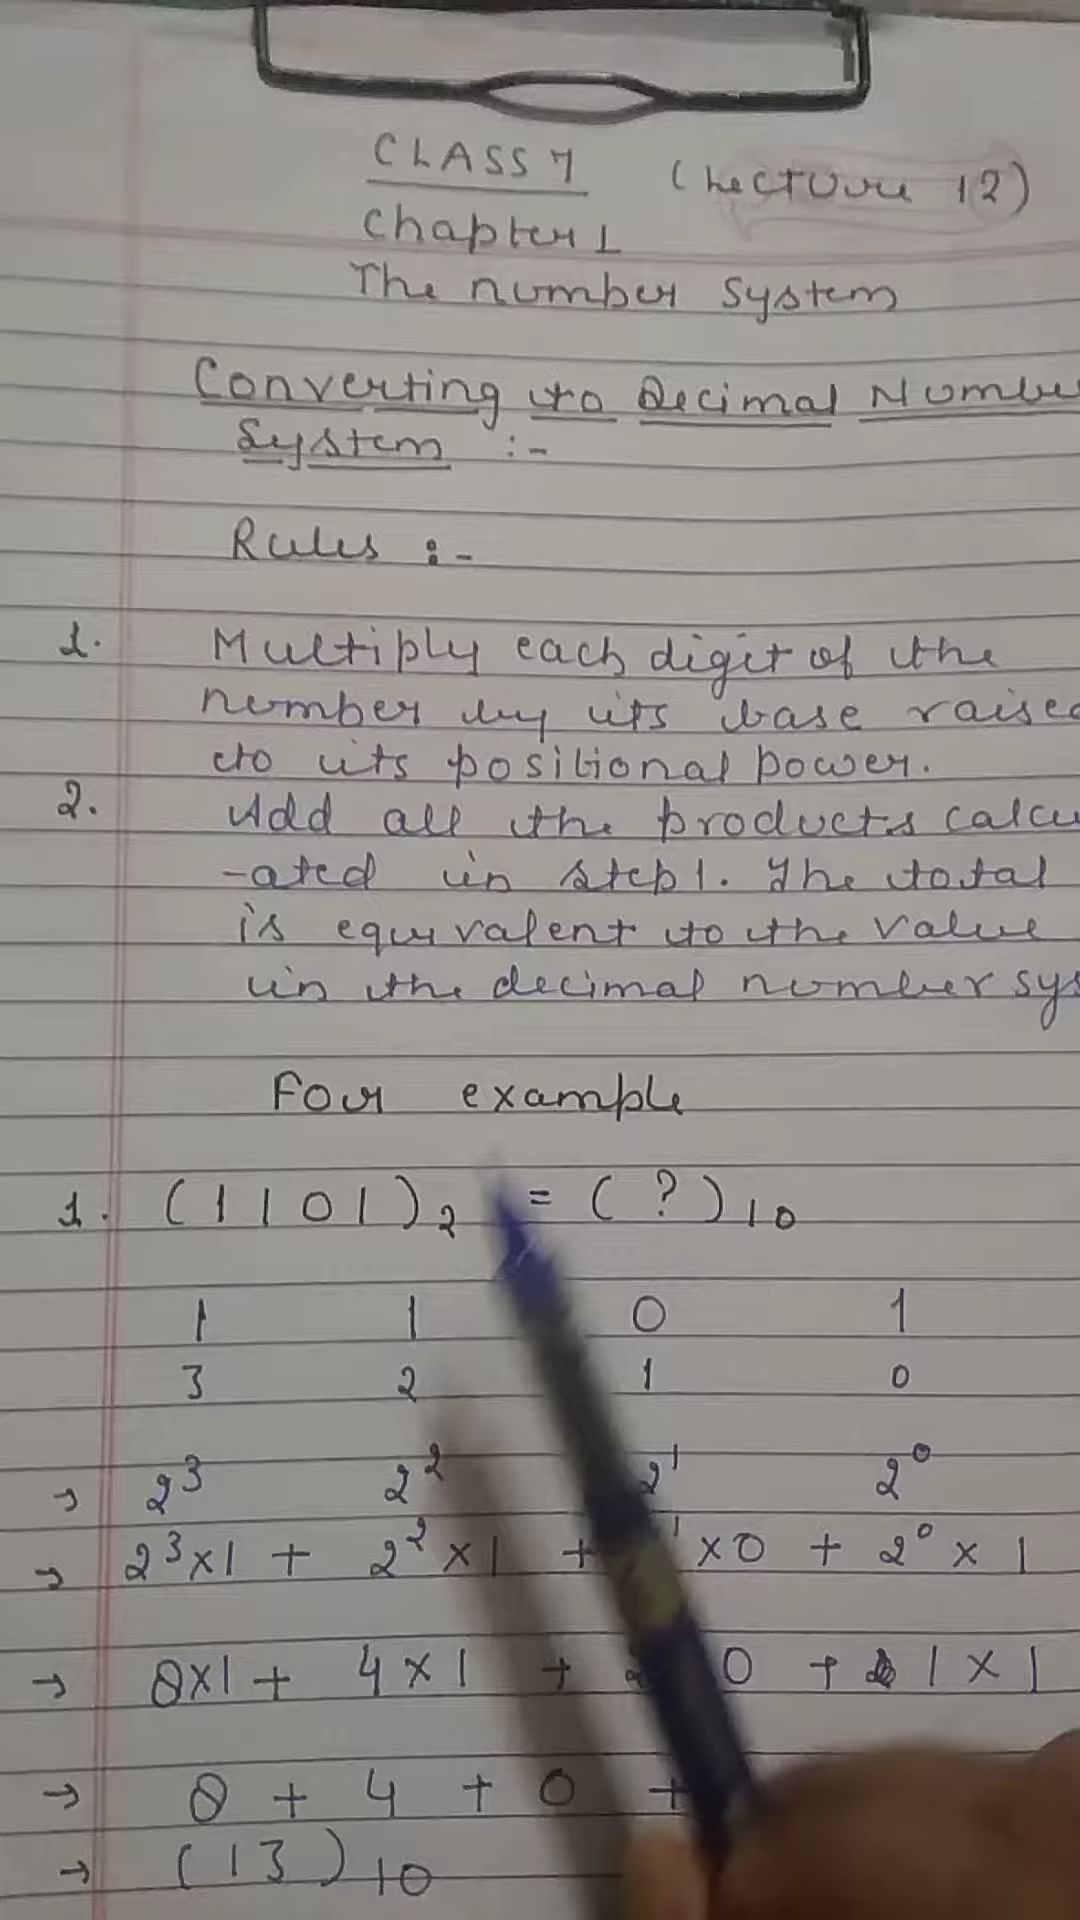 CLASS 7 (Lecture 12)
Chapter 1
The number system
Converting to Decimal Numbe
System :-
Rules :-
1. Multiply each digit of the
number by its base raised
to its positional power.
2. Add all the products calcu
-ated in step1. The total
is equivalent to the value
in the decimal number sys
For example
1. (1101)₂ = (?)₁₀
1 1 0 1
3 2 1 0
→ 2³ 2² 2¹ 2⁰
→ 2³×1 + 2²×1 + ¹×0 + 2⁰×1
→ 8×1 + 4×1 + 0 + 1×1
→ 8 + 4 + 0 +
→ (13)₁₀